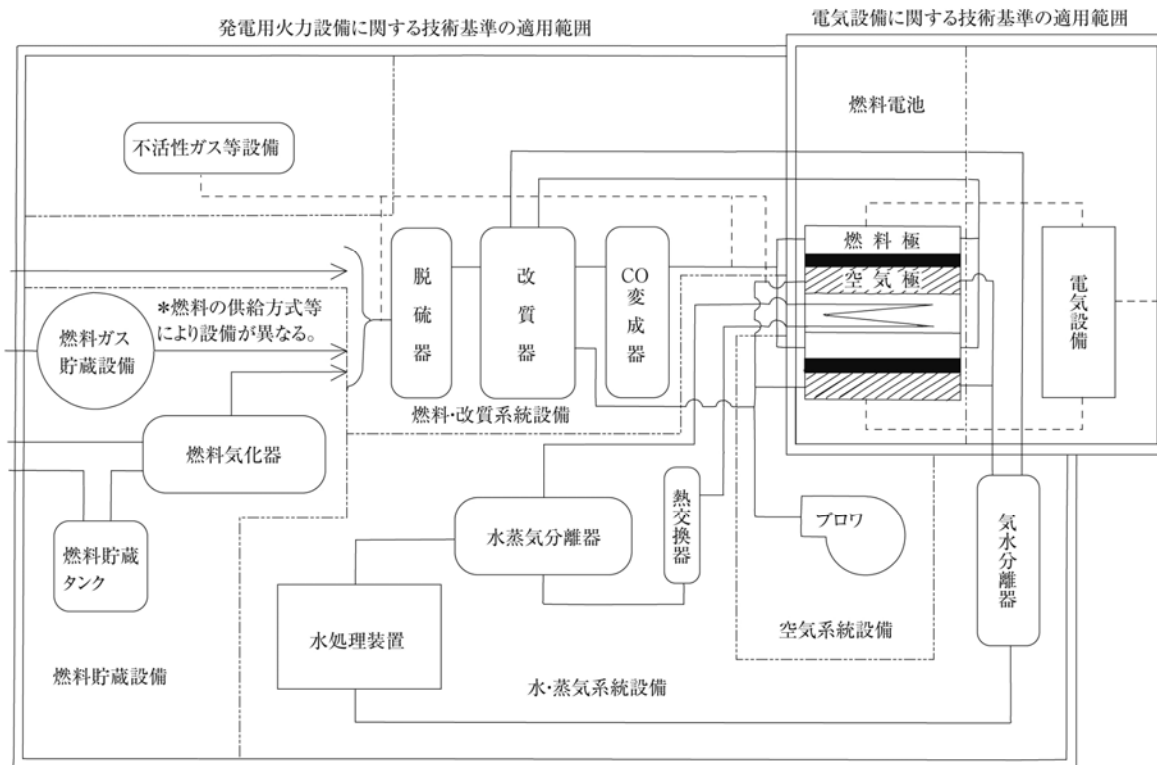 発電用火力設備に関する技術基準の適用範囲
電気設備に関する技術基準の適用範囲
燃料電池
不活性ガス等設備
脱硫器
改質器
CO変成器
燃料極
空気極
電気設備
*燃料の供給方式等
により設備が異なる。
燃料ガス
貯蔵設備
燃料・改質系統設備
燃料気化器
水蒸気分離器
熱交換器
ブロワ
気水分離器
燃料貯蔵
タンク
水処理装置
空気系統設備
燃料貯蔵設備
水・蒸気系統設備